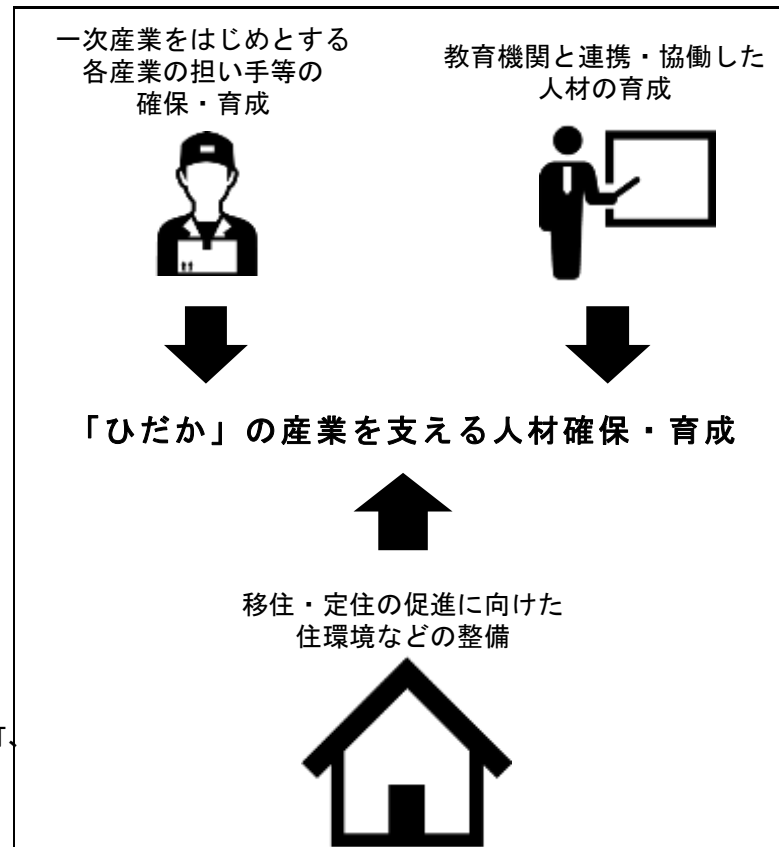 一次産業をはじめとする
各産業の担い手等の
確保・育成
教育機関と連携・協働した
人材の育成
「ひだか」の産業を支える人材確保・育成
移住・定住の促進に向けた
住環境などの整備